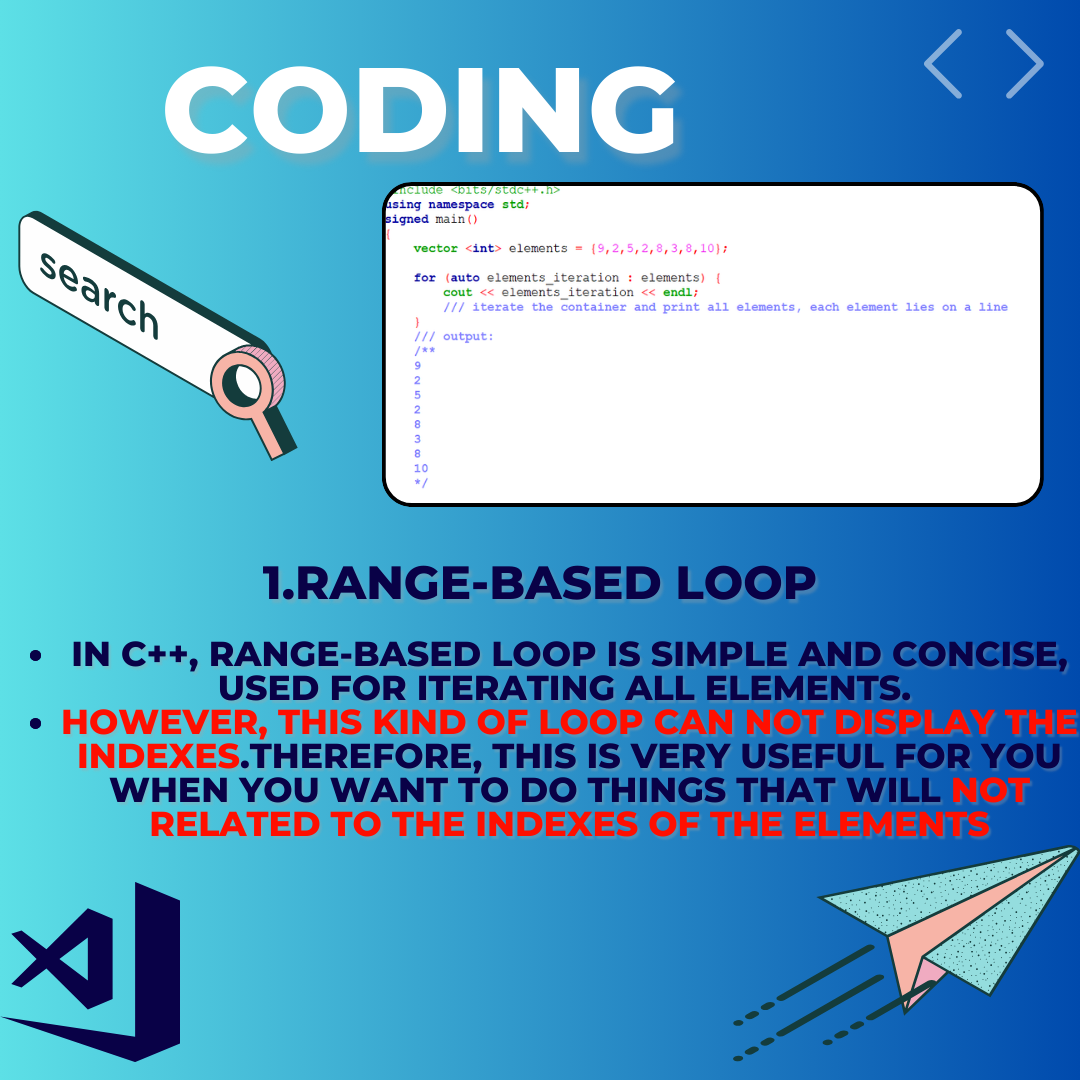 CODING
search
include <bits/stdc++.h>
using namespace std;
signed main()
{
vector <int> elements = {9,2,5,2,8,3,8,10};
for (auto elements_iteration : elements) {
cout << elements_iteration << endl;
/// iterate the container and print all elements, each element lies on a line
}
/// output:
/**
9
2
5
2
8
3
8
10
*/
1.RANGE-BASED LOOP
• IN C++, RANGE-BASED LOOP IS SIMPLE AND CONCISE,
USED FOR ITERATING ALL ELEMENTS.
• HOWEVER, THIS KIND OF LOOP CAN NOT DISPLAY THE
INDEXES.THEREFORE, THIS IS VERY USEFUL FOR YOU
WHEN YOU WANT TO DO THINGS THAT WILL NOT
RELATED TO THE INDEXES OF THE ELEMENTS